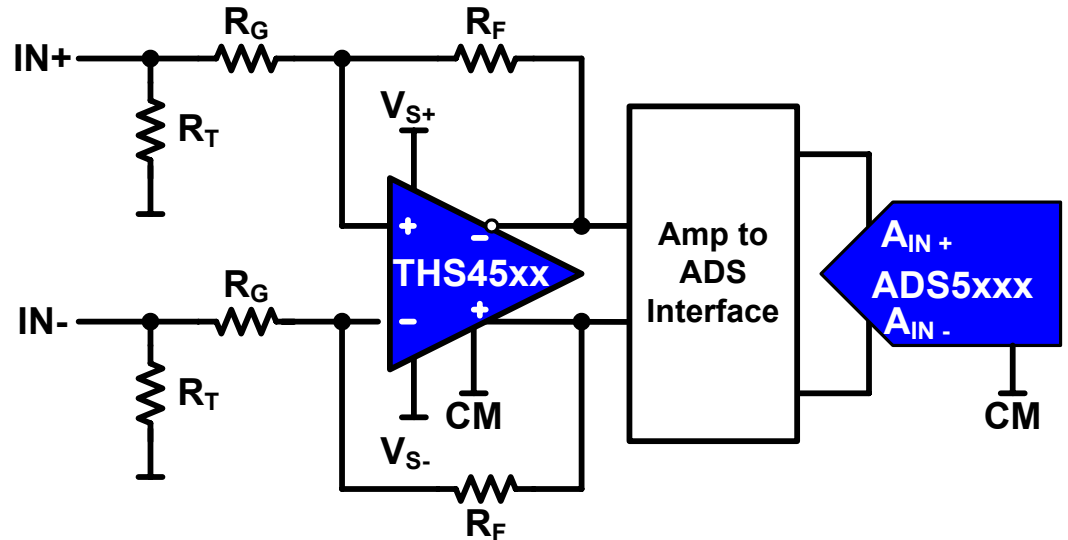 IN+
RG
RF
RT
VS+
+
−
THS45xx
IN-
RG
−
+
RT
CM
VS-
RF
Amp to
ADS
Interface
AIN +
ADS5xxx
AIN -
CM